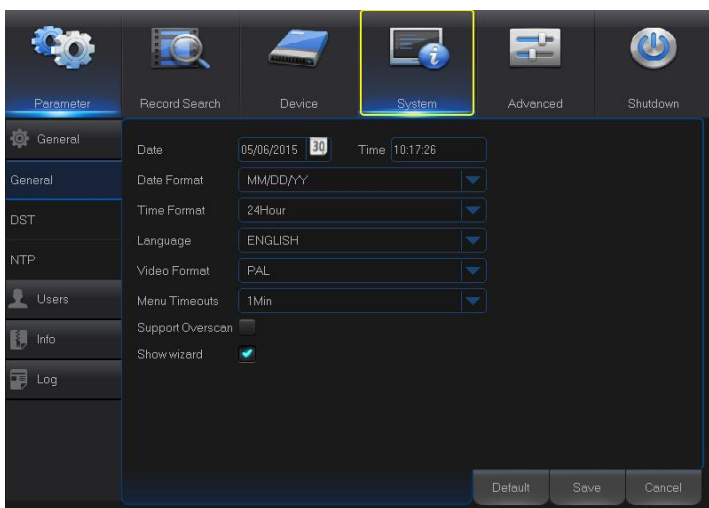 Parameter Record Search Device System Advanced Shutdown
General
Date 05/06/2015 30 Time 10:17:26
General
Date Format MM/DD/YY
DST
Time Format 24Hour
Language ENGLISH
NTP
Video Format PAL
Users
Menu Timeouts 1Min
Support Overscan
Info
Show wizard
Log
Default Save Cancel